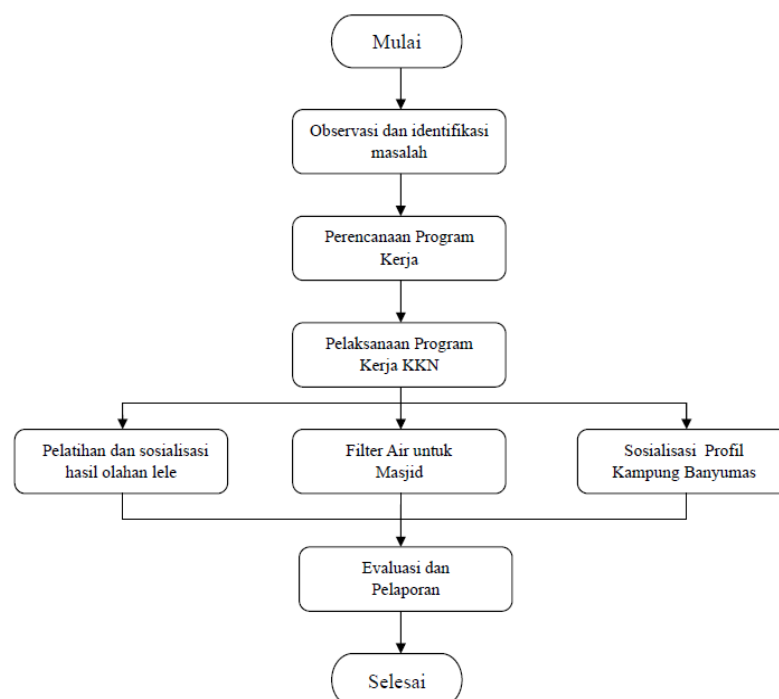 Mulai
Observasi dan identifikasi
masalah
Perencanaan Program
Kerja
Pelaksanaan Program
Kerja KKN
Pelatihan dan sosialisasi
hasil olahan lele
Filter Air untuk
Masjid
Sosialisasi Profil
Kampung Banyumas
Evaluasi dan
Pelaporan
Selesai